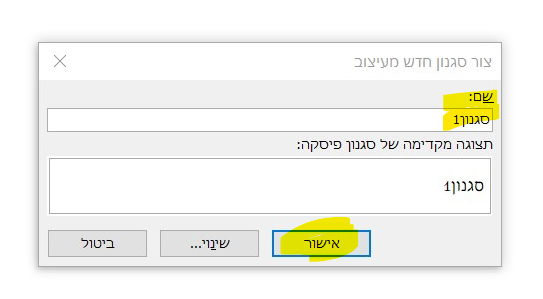 צור סגנון חדש מעיצוב
שם:
סגנון1
תצוגה מקדימה של סגנון פיסקה:
סגנון1
אישור
שינוי...
ביטול